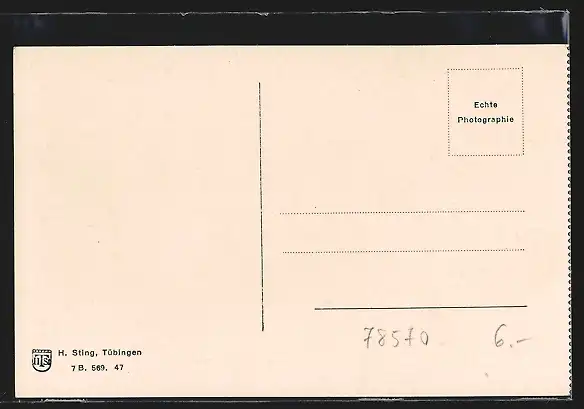 Echte
Photographie
H. Sting, Tübingen
7 B. 569. 47
78570
6.-